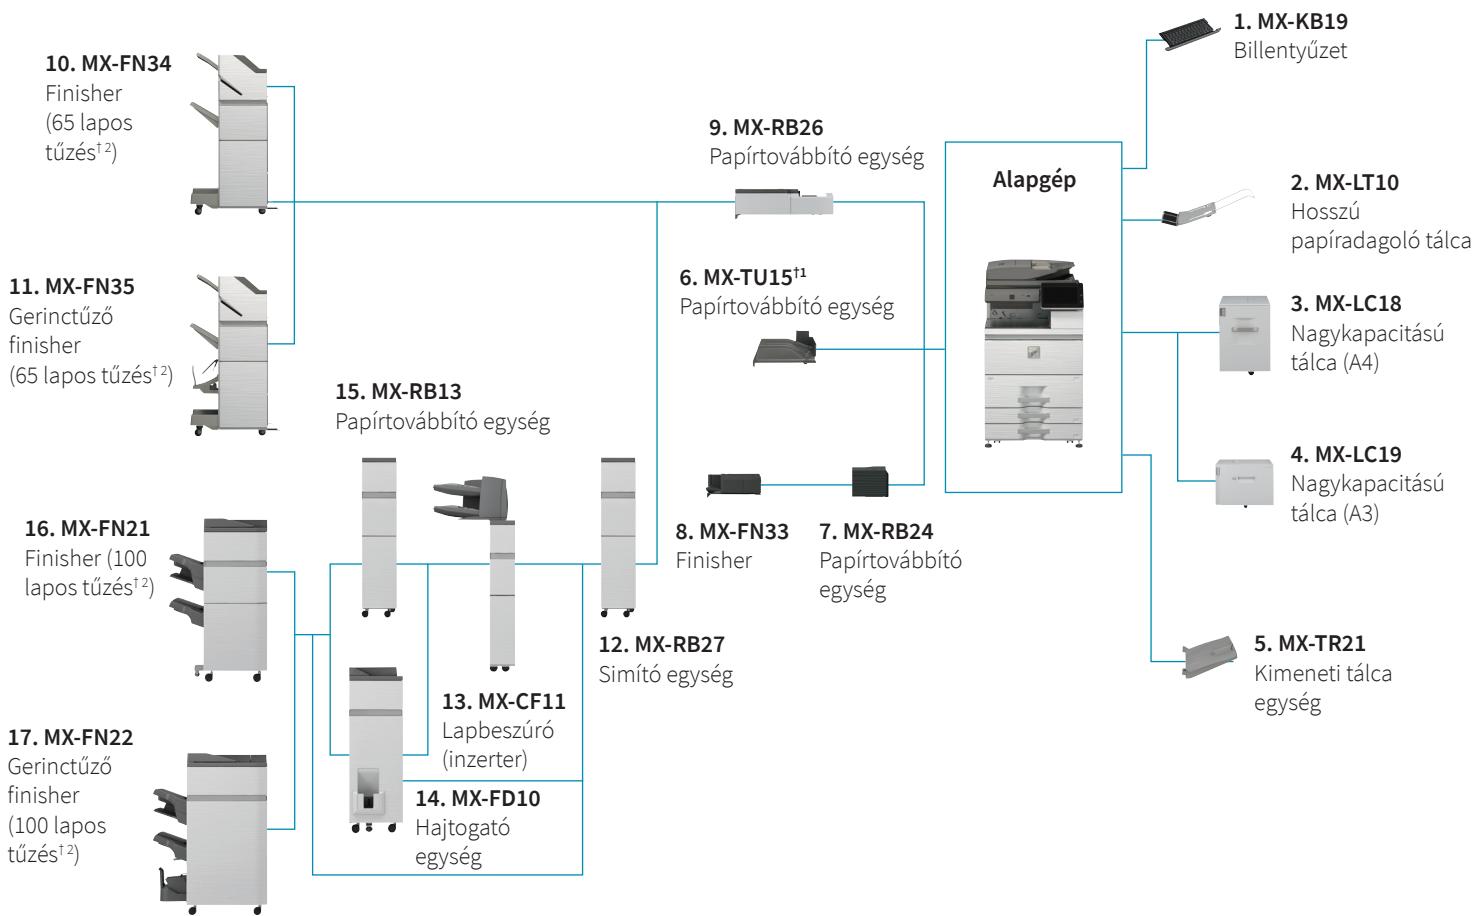 1. MX-KB19
Billentyűzet
10. MX-FN34
Finisher
(65 lapos
tűzés†2)
9. MX-RB26
Papírtovábbító egység
Alapgép
2. MX-LT10
Hosszú
papíradagoló tálca
11. MX-FN35
Gerinctűző
finisher
(65 lapos tűzés†2)
6. MX-TU15†1
Papírtovábbító egység
3. MX-LC18
Nagykapacitású
tálca (A4)
15. MX-RB13
Papírtovábbító egység
4. MX-LC19
Nagykapacitású
tálca (A3)
16. MX-FN21
Finisher (100
lapos tűzés†2)
8. MX-FN33
Finisher
7. MX-RB24
Papírtovábbító
egység
12. MX-RB27
Simító egység
5. MX-TR21
Kimeneti tálca
egység
13. MX-CF11
Lapbeszúró
(inzerter)
17. MX-FN22
Gerinctűző
finisher
(100 lapos
tűzés†2)
14. MX-FD10
Hajtogató
egység